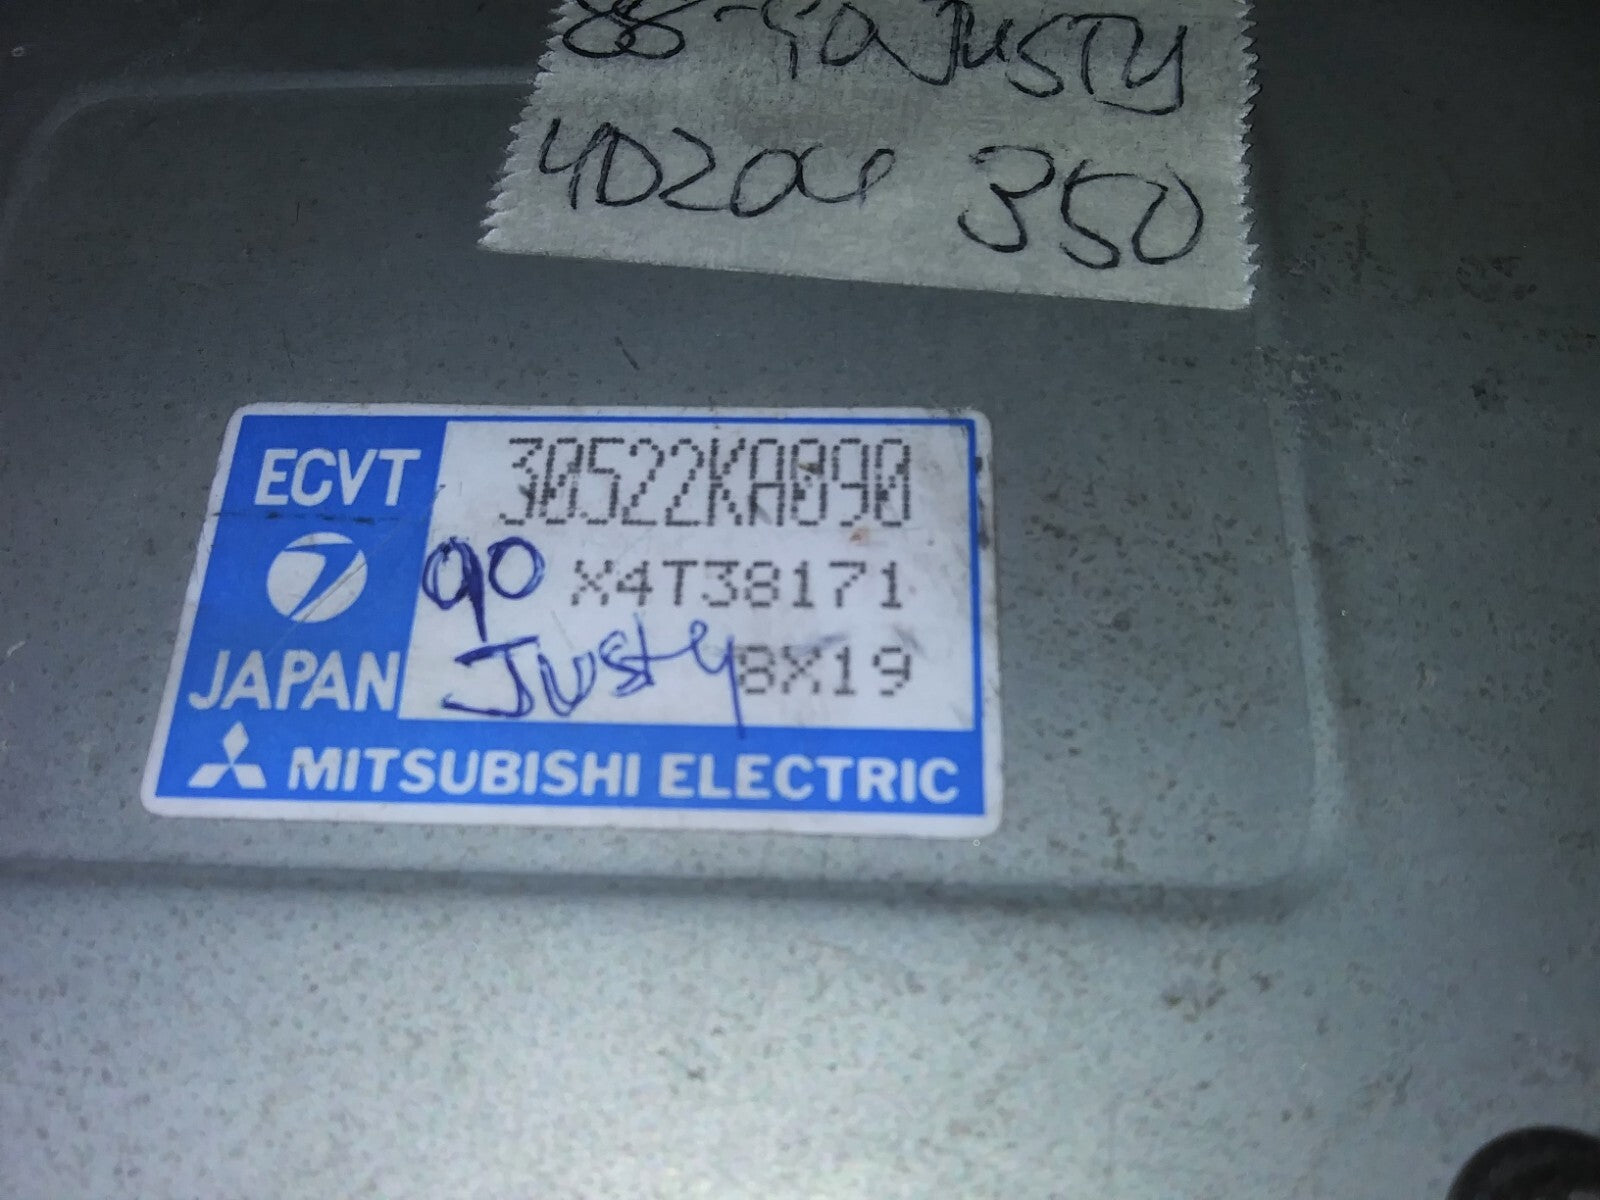 88-90 Justy
4D204 350
ECVT 30522KA090
90 X4T38171
JAPAN Justy 8X19
MITSUBISHI ELECTRIC